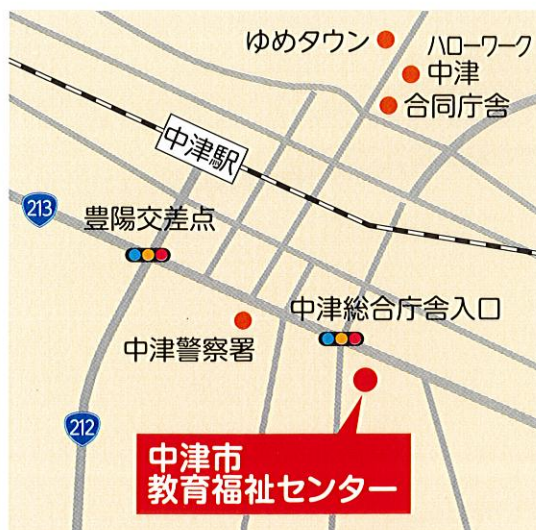 ゆめタウン
ハローワーク
中津
合同庁舎
中津駅
213
豊陽交差点
中津総合庁舎入口
中津警察署
212
中津市
教育福祉センター